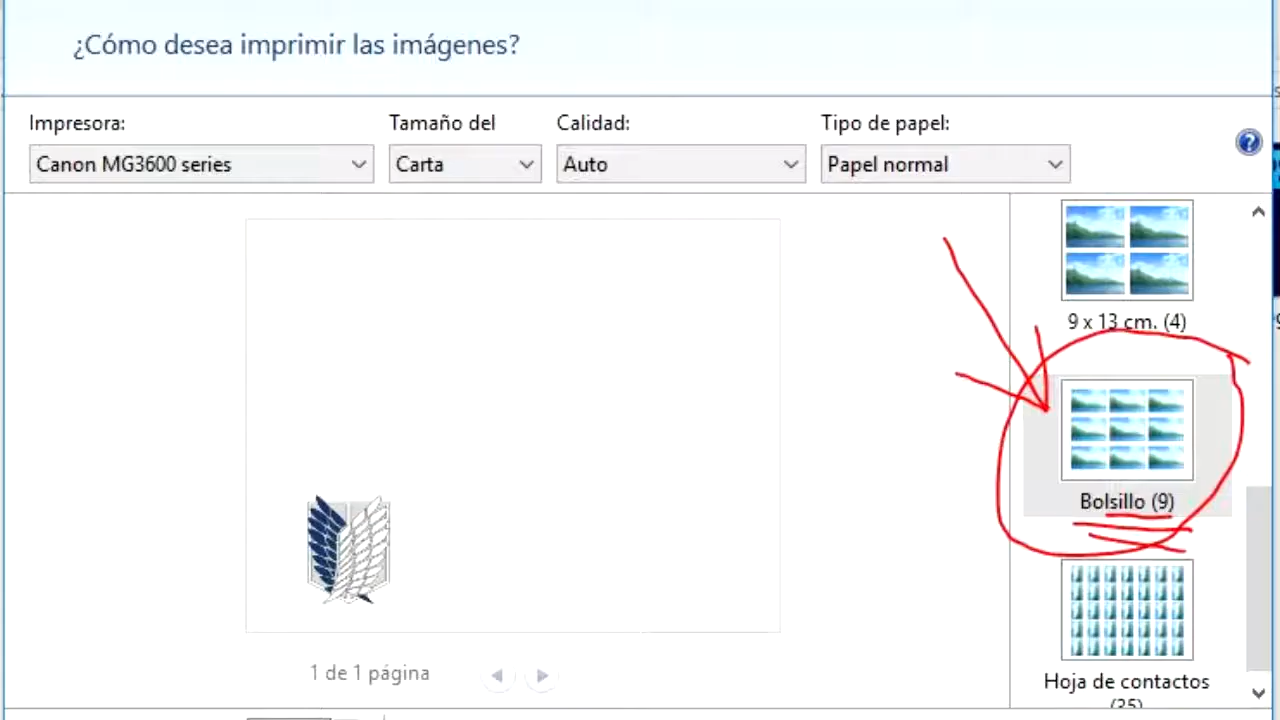 ¿Cómo desea imprimir las imágenes?
Impresora:
Tamaño del
Calidad:
Tipo de papel:
Canon MG3600 series
Carta
Auto
Papel normal
9 x 13 cm. (4)
Bolsillo (9)
Hoja de contactos
(35)
1 de 1 página